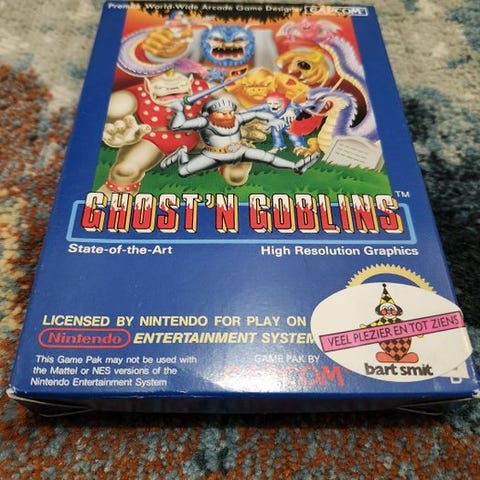 Premier World-Wide Arcade Game Designer CAPCOM
GHOST'N GOBLINS TM
State-of-the-Art High Resolution Graphics
LICENSED BY NINTENDO FOR PLAY ON
Nintendo ENTERTAINMENT SYSTEM
This Game Pak may not be used
with the Mattel or NES versions of the
Nintendo Entertainment System
GAME PAK BY
CAPCOM
VEEL PLEZIER EN TOT ZIENS
bart smit